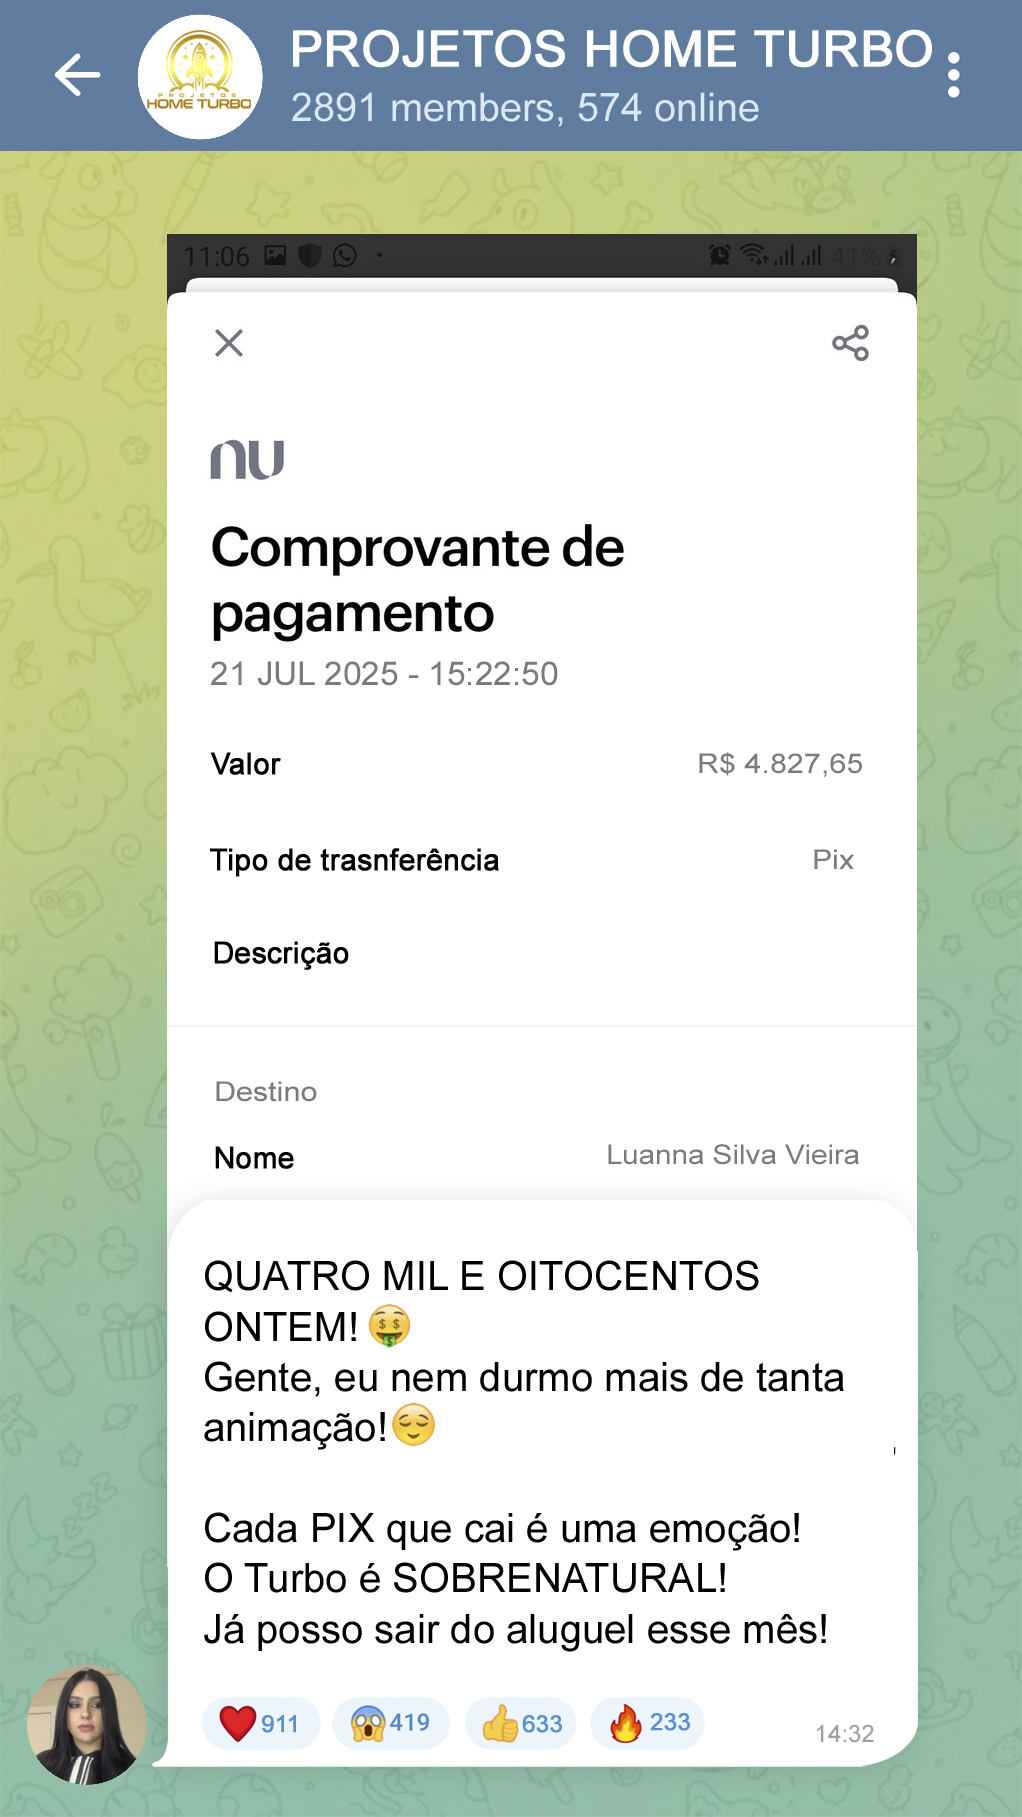 PROJETOS HOME TURBO
2891 members, 574 online
PROJETOS
HOME TURBO
11:06
41%
nu
Comprovante de
pagamento
21 JUL 2025 - 15:22:50
Valor
R$ 4.827,65
Tipo de trasnferência
Pix
Descrição
Destino
Nome
Luanna Silva Vieira
QUATRO MIL E OITOCENTOS
ONTEM! 🤑
Gente, eu nem durmo mais de tanta
animação!😌
Cada PIX que cai é uma emoção!
O Turbo é SOBRENATURAL!
Já posso sair do aluguel esse mês!
❤️ 911 😱 419 👍 633 🔥 233
14:32